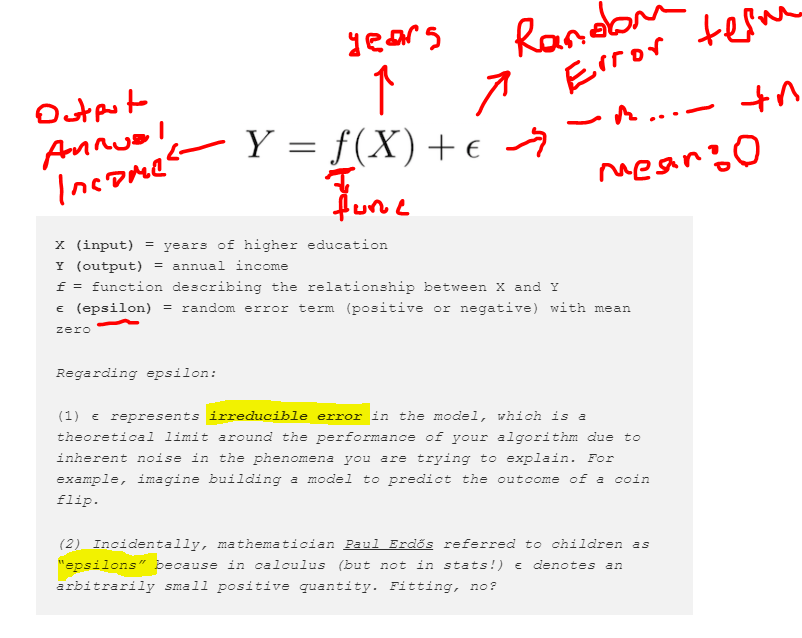 years
Random
Error term
Output
Annual
Income
Y = f(X) + ϵ
-n....- +n
mean:0
func
X (input) = years of higher education
Y (output) = annual income
f = function describing the relationship between X and Y
ϵ (epsilon) = random error term (positive or negative) with mean
zero
Regarding epsilon:
(1) ϵ represents irreducible error in the model, which is a
theoretical limit around the performance of your algorithm due to
inherent noise in the phenomena you are trying to explain. For
example, imagine building a model to predict the outcome of a coin
flip.
(2) Incidentally, mathematician Paul Erdős referred to children as
"epsilons" because in calculus (but not in stats!) ϵ denotes an
arbitrarily small positive quantity. Fitting, no?